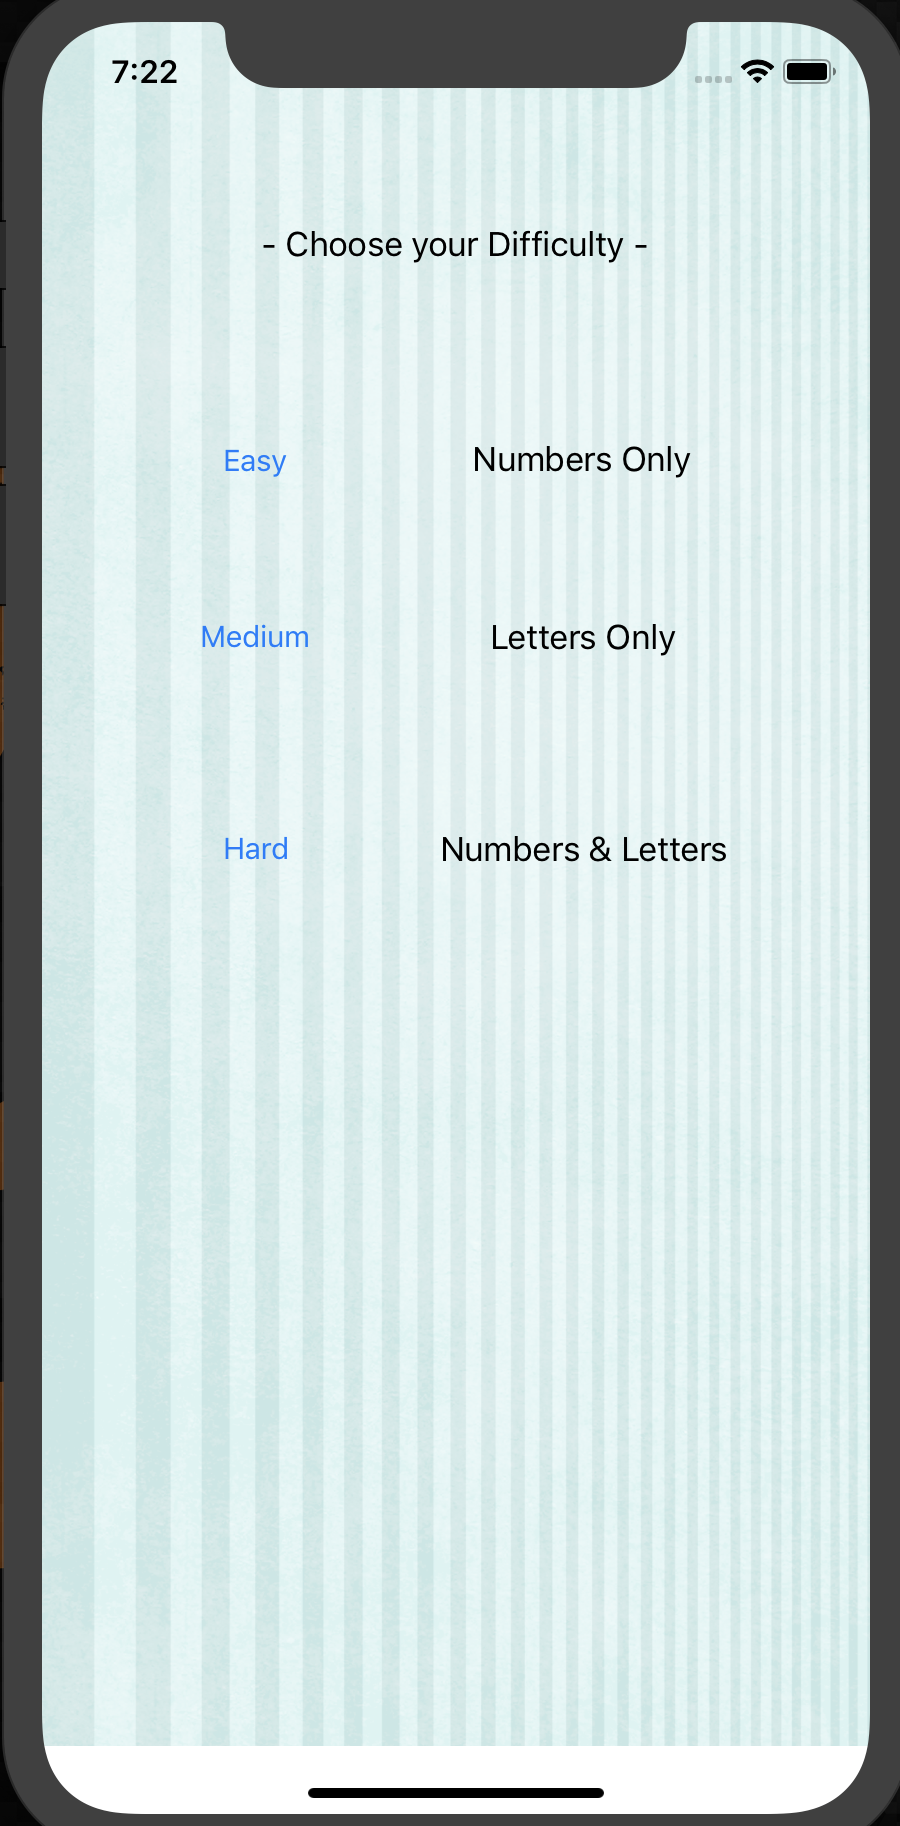 7:22
- Choose your Difficulty -
Easy Numbers Only
Medium Letters Only
Hard Numbers & Letters